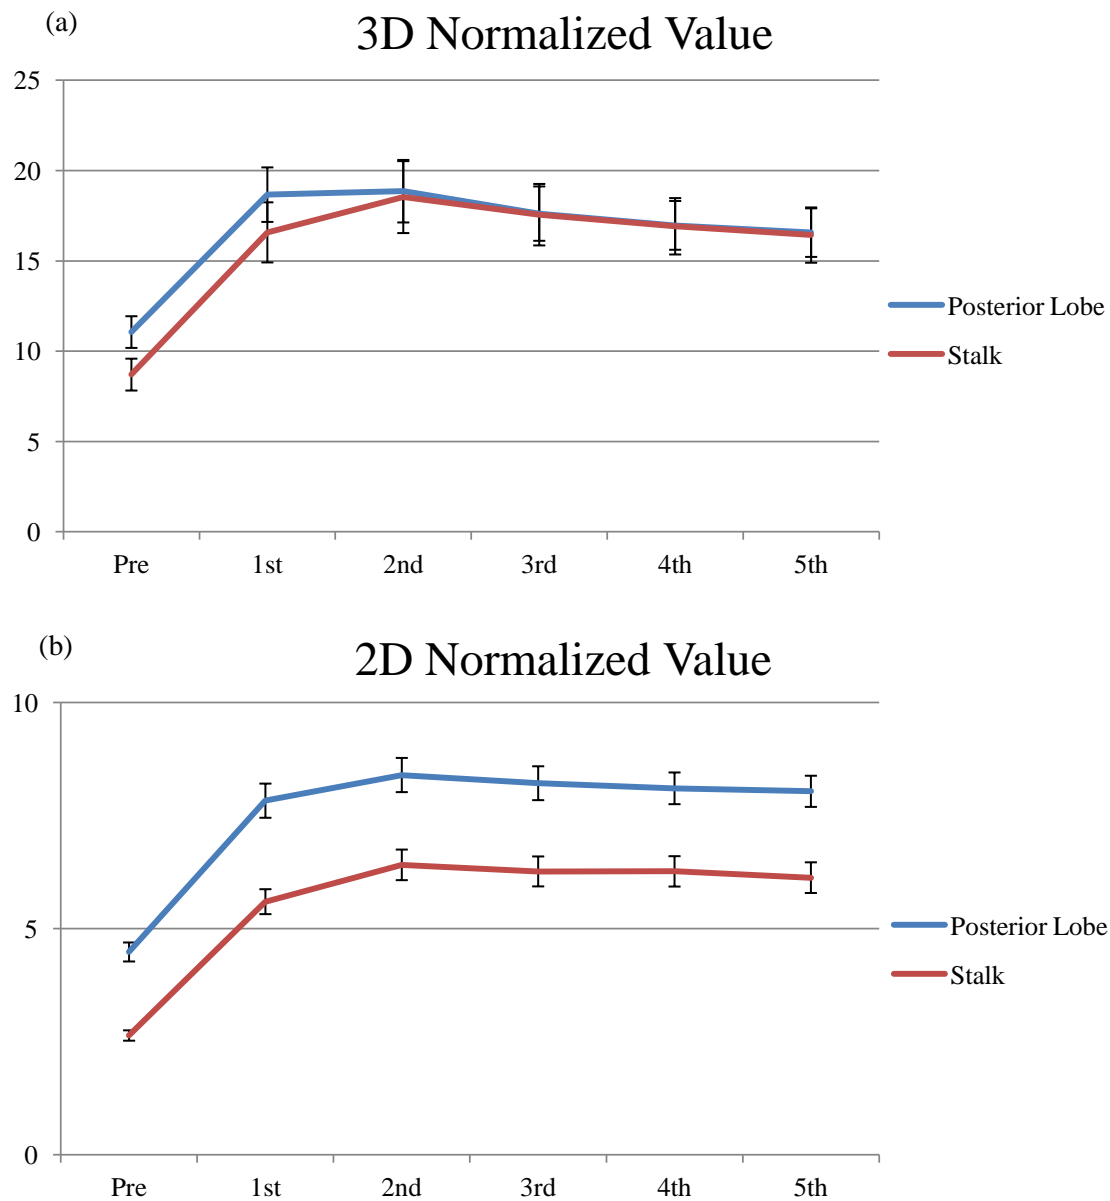 (a)
3D Normalized Value
25
20
15
10
5
0
Pre 1st 2nd 3rd 4th 5th
Posterior Lobe
Stalk
(b)
2D Normalized Value
10
5
0
Pre 1st 2nd 3rd 4th 5th
Posterior Lobe
Stalk